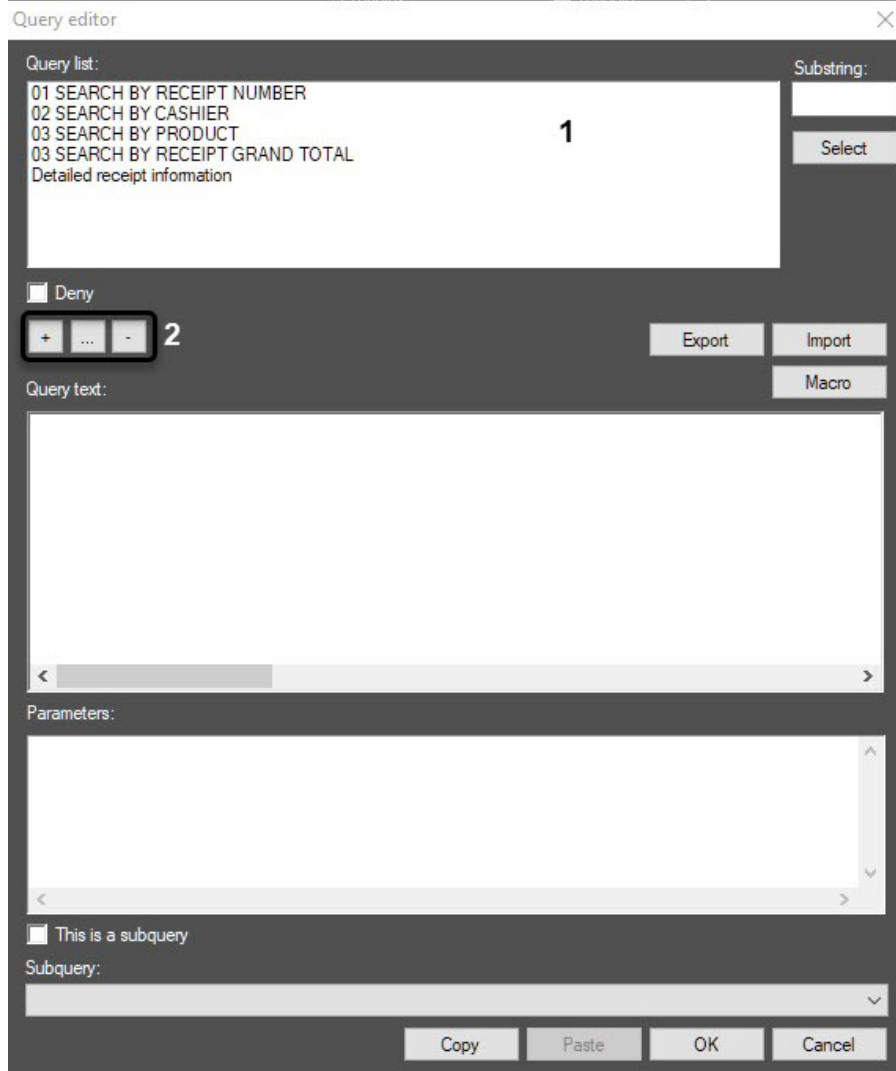 Query editor
Query list:
Substring:
01 SEARCH BY RECEIPT NUMBER
02 SEARCH BY CASHIER
03 SEARCH BY PRODUCT
03 SEARCH BY RECEIPT GRAND TOTAL
Detailed receipt information
1
Select
Deny
+ ... - 2
Export Import
Macro
Query text:
Parameters:
This is a subquery
Subquery:
Copy Paste OK Cancel